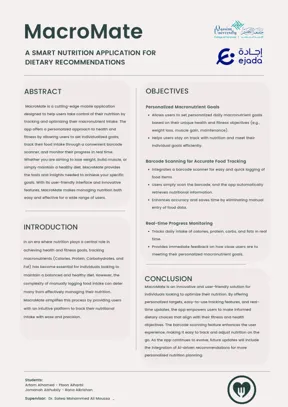 MacroMate
A SMART NUTRITION APPLICATION FOR
DIETARY RECOMMENDATIONS
إجادة
ejada
ABSTRACT
MacroMate is a cutting-edge mobile application
designed to help users take control of their nutrition by
tracking and optimizing their macronutrient intake. The
app offers a personalized approach to health and
fitness by allowing users to set individualized goals,
track their food intake through a convenient barcode
scanner, and monitor their progress in real time.
Whether you are aiming to lose weight, build muscle, or
simply maintain a healthy diet, MacroMate provides
the tools and insights needed to achieve your specific
goals. With its user-friendly interface and innovative
features, MacroMate makes managing nutrition both
easy and effective for a wide range of users.
INTRODUCTION
In an era where nutrition plays a central role in
achieving health and fitness goals, tracking
macronutrients (Calories, Protein, Carbohydrates, and
Fat) has become essential for individuals looking to
maintain a balanced and healthy diet. However, the
complexity of manually logging food intake can deter
many from effectively managing their nutrition.
MacroMate simplifies this process by providing users
with an intuitive platform to track their nutritional
intake with ease and precision.
OBJECTIVES
Personalized Macronutrient Goals
Allows users to set personalized daily macronutrient goals
based on their unique health and fitness objectives (e.g.,
weight loss, muscle gain, maintenance).
Helps users stay on track with nutrition and meet their
individual goals efficiently.
Barcode Scanning for Accurate Food Tracking
Integrates a barcode scanner for easy and quick logging of
food items.
Users simply scan the barcode, and the app automatically
retrieves nutritional information.
Enhances accuracy and saves time by eliminating manual
entry of food data.
Real-Time Progress Monitoring
Tracks daily intake of calories, protein, carbs, and fats in real
time.
Provides immediate feedback on how close users are to
meeting their personalized macronutrient goals.
CONCLUSION
MacroMate is an innovative and user-friendly solution for
individuals looking to optimize their nutrition. By offering
personalized targets, easy-to-use tracking features, and real-
time updates, the app empowers users to make informed
dietary choices that align with their fitness and health
objectives. The barcode scanning feature enhances the user
experience, making it easy to track and adjust nutrition on the
go. As the app continues to evolve, future updates will include
the integration of AI-driven recommendations for more
personalized nutrition planning.
Students:
Supervisor: Dr. Salwa Mohammed Ali Mousa